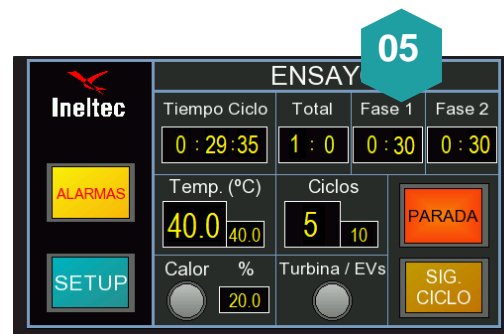 05
ENSAY
Ineltec
Tiempo Ciclo Total Fase 1 Fase 2
0 : 29:35 1 : 0 0 : 30 0 : 30
ALARMAS
Temp. (ºC) Ciclos
40.0 40.0 5 10
PARADA
SETUP
Calor % Turbina / EVs
20.0
SIG.
CICLO